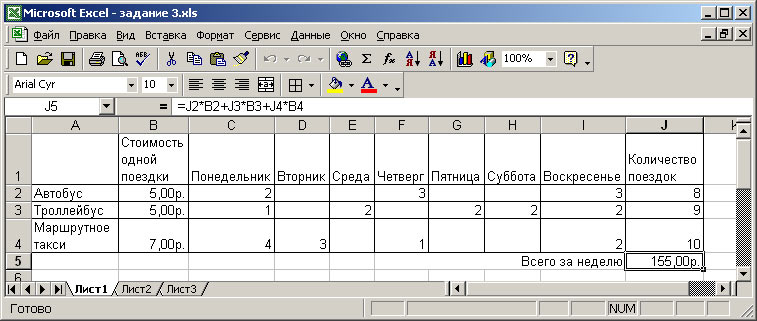 Microsoft Excel - задание 3.xls
Файл Правка Вид Вставка Формат Сервис Данные Окно Справка
100%
Arial Cyr 10
J5 = =J2*B2+J3*B3+J4*B4
A B C D E F G H I J
1 Стоимость одной поездки Понедельник Вторник Среда Четверг Пятница Суббота Воскресенье Количество поездок
2 Автобус 5,00р. 2 3 3 8
3 Троллейбус 5,00р. 1 2 2 2 2 9
4 Маршрутное такси 7,00р. 4 3 1 2 10
5 Всего за неделю 155,00р.
6
Лист1 Лист2 Лист3
Готово NUM